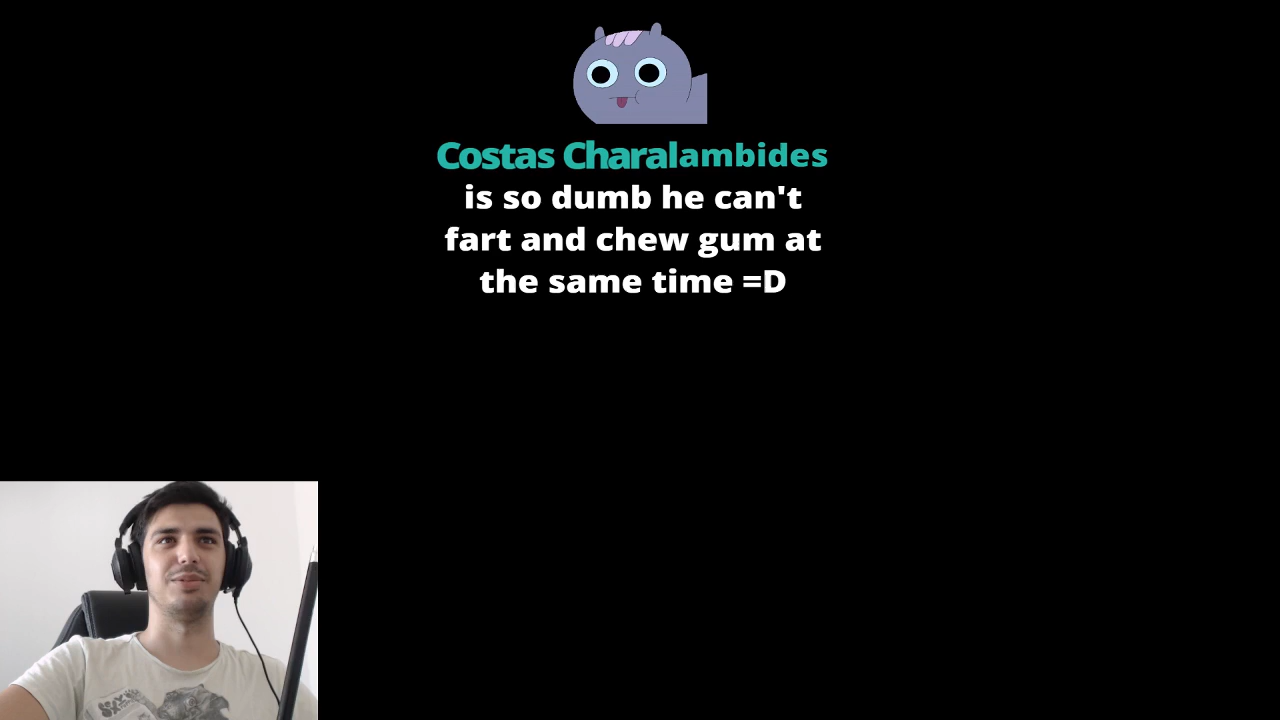 Costas Charalambides
is so dumb he can't
fart and chew gum at
the same time =D